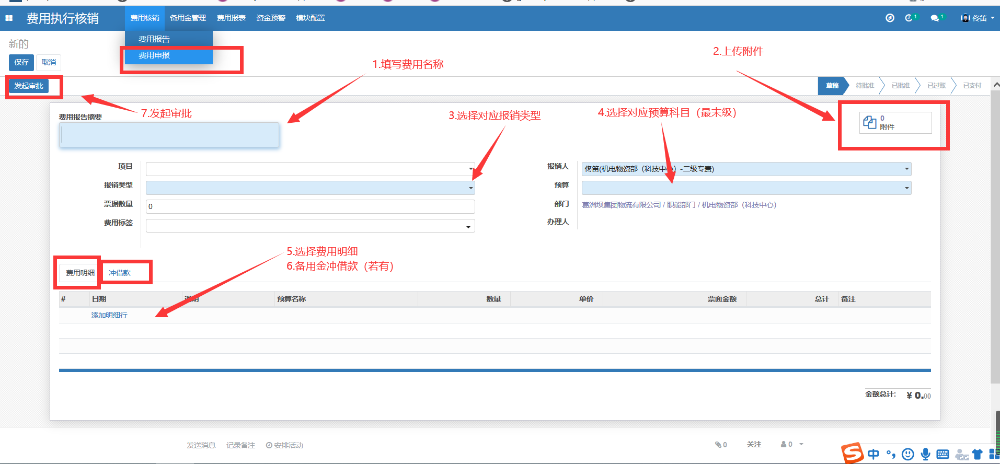 费用执行核销
费用核销
备用金管理
费用报表
资金预警
模块配置
1
1
佟笛
费用报告
费用申报
新的
保存
取消
1.填写费用名称
2.上传附件
发起审批
草稿
待批准
已批准
已过账
已支付
7.发起审批
3.选择对应报销类型
4.选择对应预算科目（最末级）
费用报告摘要
0
附件
项目
报销人
佟笛(机电物资部（科技中心）-二级专责)
报销类型
预算
票据数量
0
部门
葛洲坝集团物流有限公司 / 职能部门 / 机电物资部（科技中心）
费用标签
办理人
5.选择费用明细
6.备用金冲借款（若有）
费用明细
冲借款
# 日期 说明 预算名称 数量 单价 票面金额 总计 备注
添加明细行
金额总计: ¥ 0.00
发送消息
记录备注
安排活动
0
关注
0
中